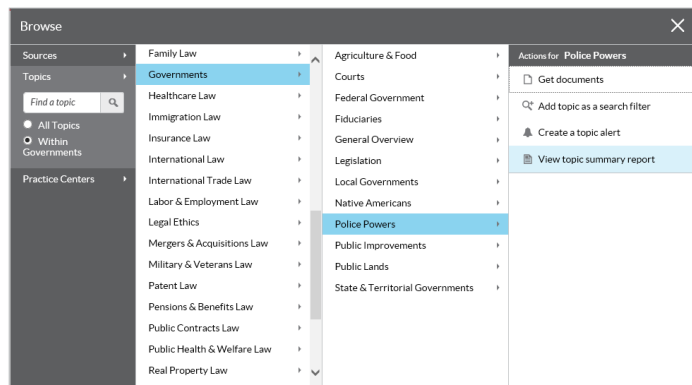 Browse
Sources
Topics
Find a topic
All Topics
Within
Governments
Practice Centers
Family Law
Governments
Healthcare Law
Immigration Law
Insurance Law
International Law
International Trade Law
Labor & Employment Law
Legal Ethics
Mergers & Acquisitions Law
Military & Veterans Law
Patent Law
Pensions & Benefits Law
Public Contracts Law
Public Health & Welfare Law
Real Property Law
Agriculture & Food
Courts
Federal Government
Fiduciaries
General Overview
Legislation
Local Governments
Native Americans
Police Powers
Public Improvements
Public Lands
State & Territorial Governments
Actions for Police Powers
Get documents
Add topic as a search filter
Create a topic alert
View topic summary report